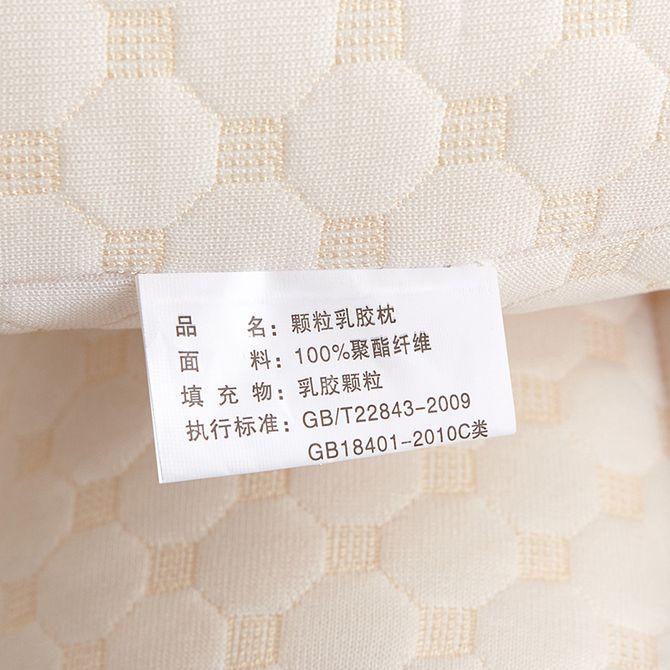 品　　名：颗粒乳胶枕
面　　料：100%聚酯纤维
填 充 物：乳胶颗粒
执行标准：GB/T22843-2009
GB18401-2010C类